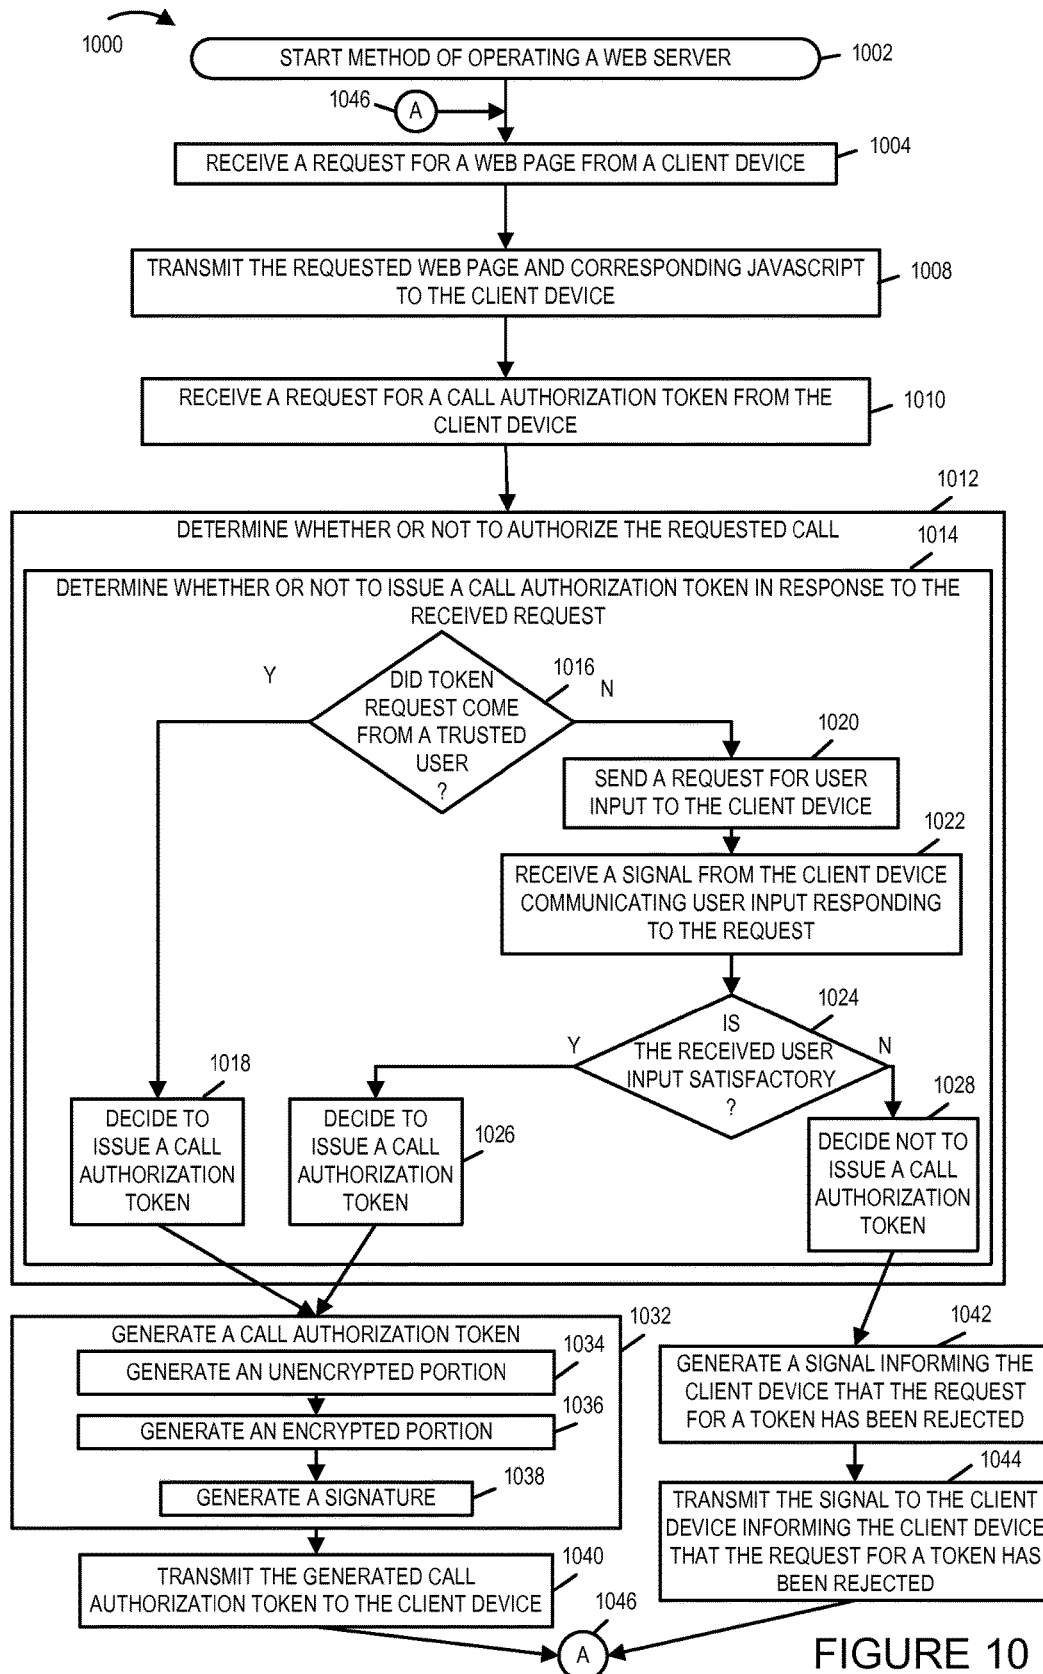 1000
START METHOD OF OPERATING A WEB SERVER
1002
1046
A
RECEIVE A REQUEST FOR A WEB PAGE FROM A CLIENT DEVICE
1004
TRANSMIT THE REQUESTED WEB PAGE AND CORRESPONDING JAVASCRIPT
TO THE CLIENT DEVICE
1008
RECEIVE A REQUEST FOR A CALL AUTHORIZATION TOKEN FROM THE
CLIENT DEVICE
1010
1012
DETERMINE WHETHER OR NOT TO AUTHORIZE THE REQUESTED CALL
1014
DETERMINE WHETHER OR NOT TO ISSUE A CALL AUTHORIZATION TOKEN IN RESPONSE TO THE
RECEIVED REQUEST
Y
DID TOKEN
REQUEST COME
FROM A TRUSTED
USER
?
1016
N
1020
SEND A REQUEST FOR USER
INPUT TO THE CLIENT DEVICE
1022
RECEIVE A SIGNAL FROM THE CLIENT DEVICE
COMMUNICATING USER INPUT RESPONDING
TO THE REQUEST
1024
Y
IS
THE RECEIVED USER
INPUT SATISFACTORY
?
N
1018
DECIDE TO
ISSUE A CALL
AUTHORIZATION
TOKEN
DECIDE TO
ISSUE A CALL
AUTHORIZATION
TOKEN
1026
1028
DECIDE NOT TO
ISSUE A CALL
AUTHORIZATION
TOKEN
1032
GENERATE A CALL AUTHORIZATION TOKEN
GENERATE AN UNENCRYPTED PORTION
1034
GENERATE AN ENCRYPTED PORTION
1036
GENERATE A SIGNATURE
1038
TRANSMIT THE GENERATED CALL
AUTHORIZATION TOKEN TO THE CLIENT DEVICE
1040
1042
GENERATE A SIGNAL INFORMING THE
CLIENT DEVICE THAT THE REQUEST
FOR A TOKEN HAS BEEN REJECTED
1044
TRANSMIT THE SIGNAL TO THE CLIENT
DEVICE INFORMING THE CLIENT DEVICE
THAT THE REQUEST FOR A TOKEN HAS
BEEN REJECTED
1046
A
FIGURE 10